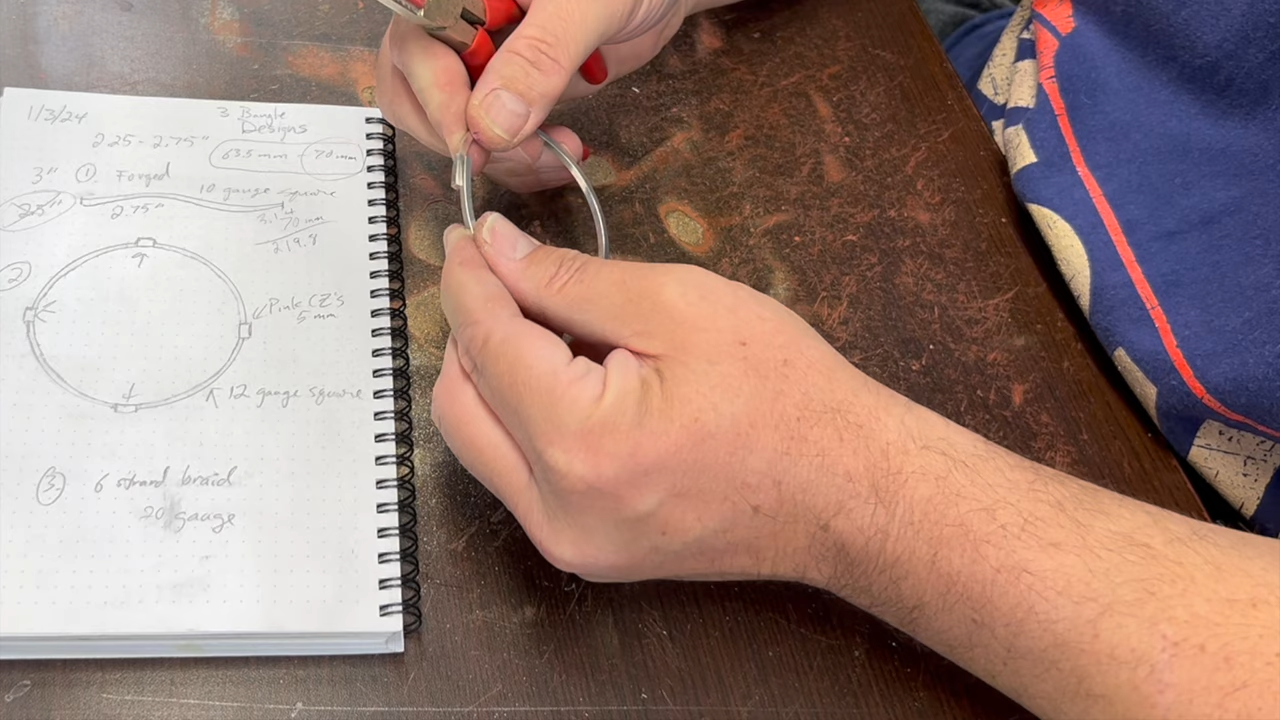 1/3/24
3 Bangle
Designs
2.25 - 2.75"
63.5 mm - 70 mm
3" ① Forged
10 gauge square
2.5"
2.75"
3.14
70 mm
219.8
②
Pink CZ's
5 mm
12 gauge square
③ 6 strand braid
20 gauge